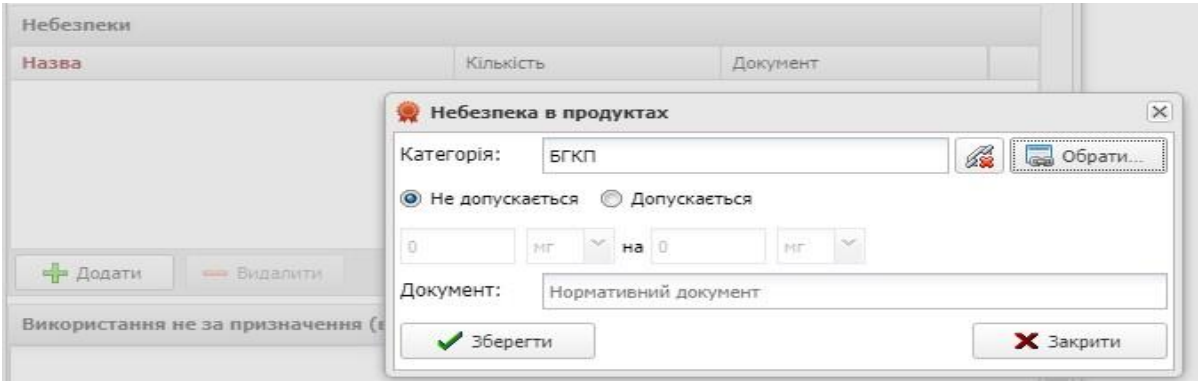 Небезпеки
Назва Кількість Документ
Небезпека в продуктах
Категорія: БГКП Обрати...
Не допускається Допускається
0 мг на 0 мг
Документ: Нормативний документ
Зберегти Закрити
Додати Видалити
Використання не за призначення (в